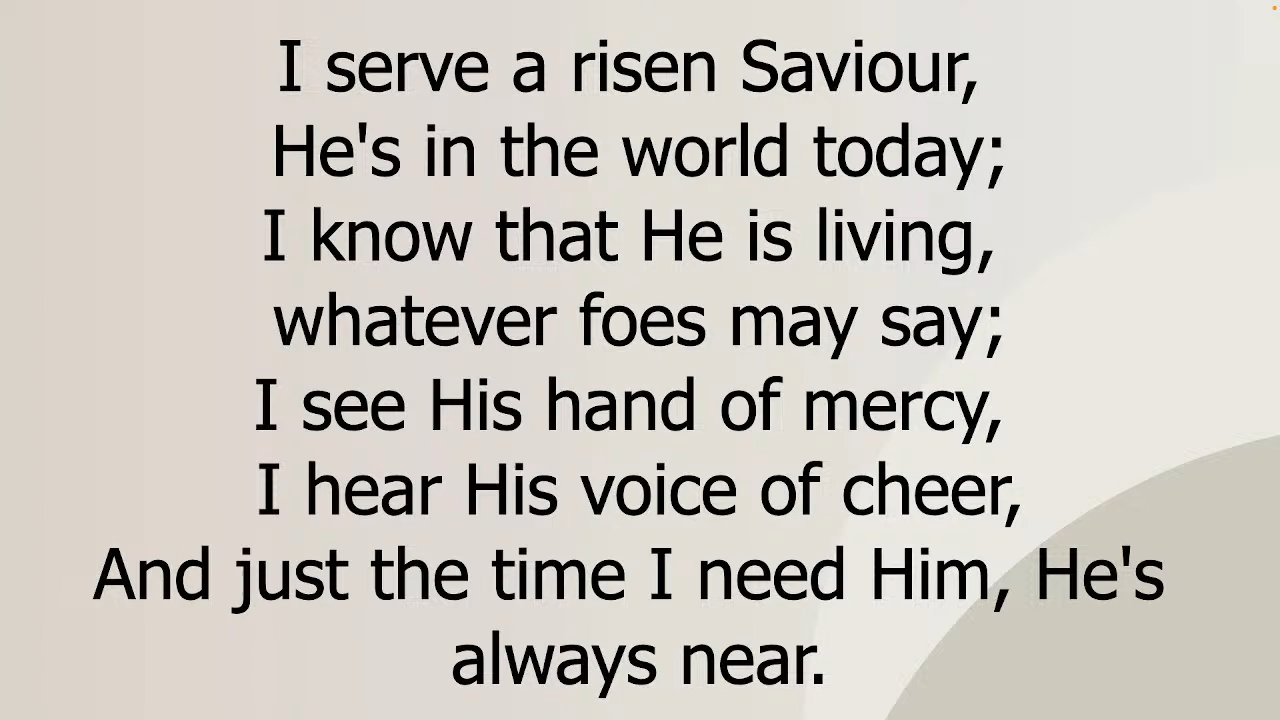 I serve a risen Saviour,
He's in the world today;
I know that He is living,
whatever foes may say;
I see His hand of mercy,
I hear His voice of cheer,
And just the time I need Him, He's
always near.